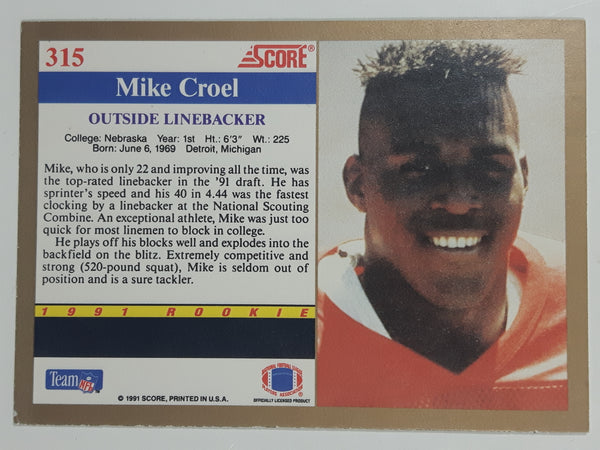 315
SCORE®
Mike Croel
OUTSIDE LINEBACKER
College: Nebraska Year: 1st Ht.: 6'3" Wt.: 225
Born: June 6, 1969 Detroit, Michigan
Mike, who is only 22 and improving all the time, was
the top-rated linebacker in the '91 draft. He has
sprinter's speed and his 40 in 4.44 was the fastest
clocking by a linebacker at the National Scouting
Combine. An exceptional athlete, Mike was just too
quick for most linemen to block in college.
He plays off his blocks well and explodes into the
backfield on the blitz. Extremely competitive and
strong (520-pound squat), Mike is seldom out of
position and is a sure tackler.
1991 ROOKIE
Team NFL
© 1991 SCORE, PRINTED IN U.S.A.
OFFICIALLY LICENSED PRODUCT